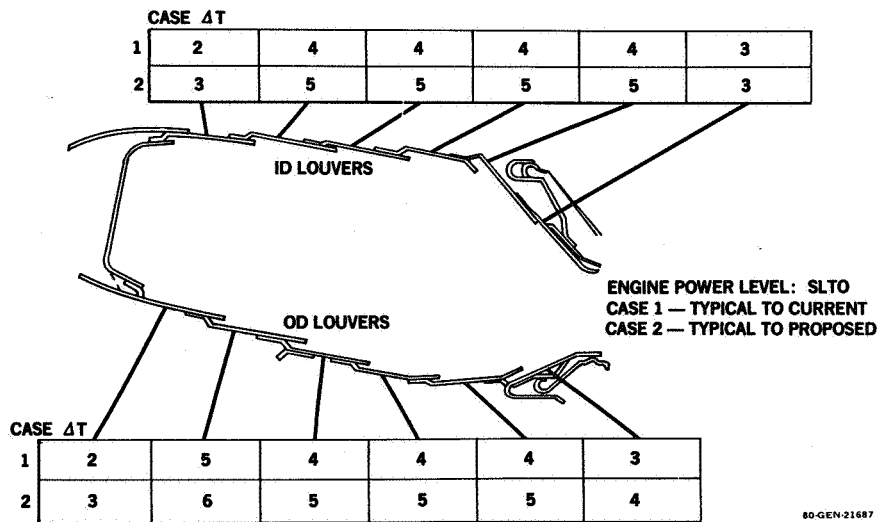 CASE ΔT
1 2 4 4 4 4 3
2 3 5 5 5 5 3
ID LOUVERS
ENGINE POWER LEVEL: SLTO
CASE 1 — TYPICAL TO CURRENT
CASE 2 — TYPICAL TO PROPOSED
OD LOUVERS
CASE ΔT
1 2 5 4 4 4 3
2 3 6 5 5 5 4
80-GEN-21687